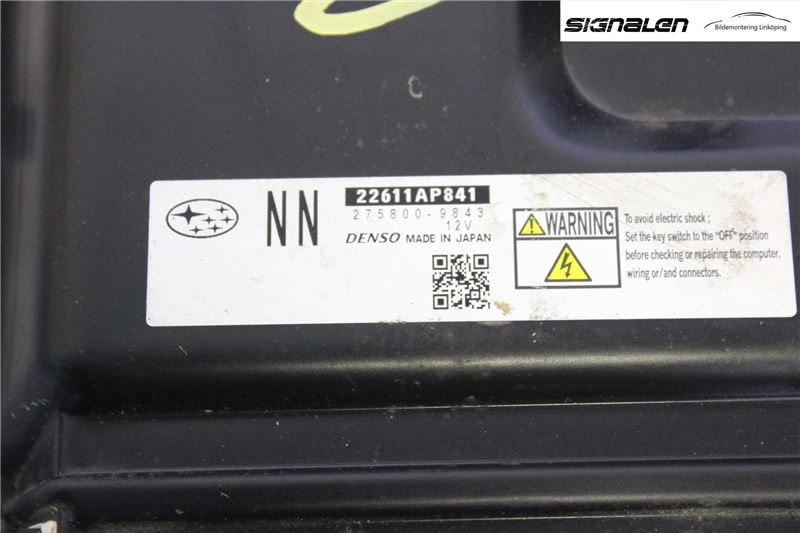 SIGNALEN
Bildemontering Linköping
NN
22611AP841
275800-9843
12V
DENSO MADE IN JAPAN
WARNING
To avoid electric shock ;
Set the key switch to the "OFF" position
before checking or repairing the computer,
wiring or/and connectors.